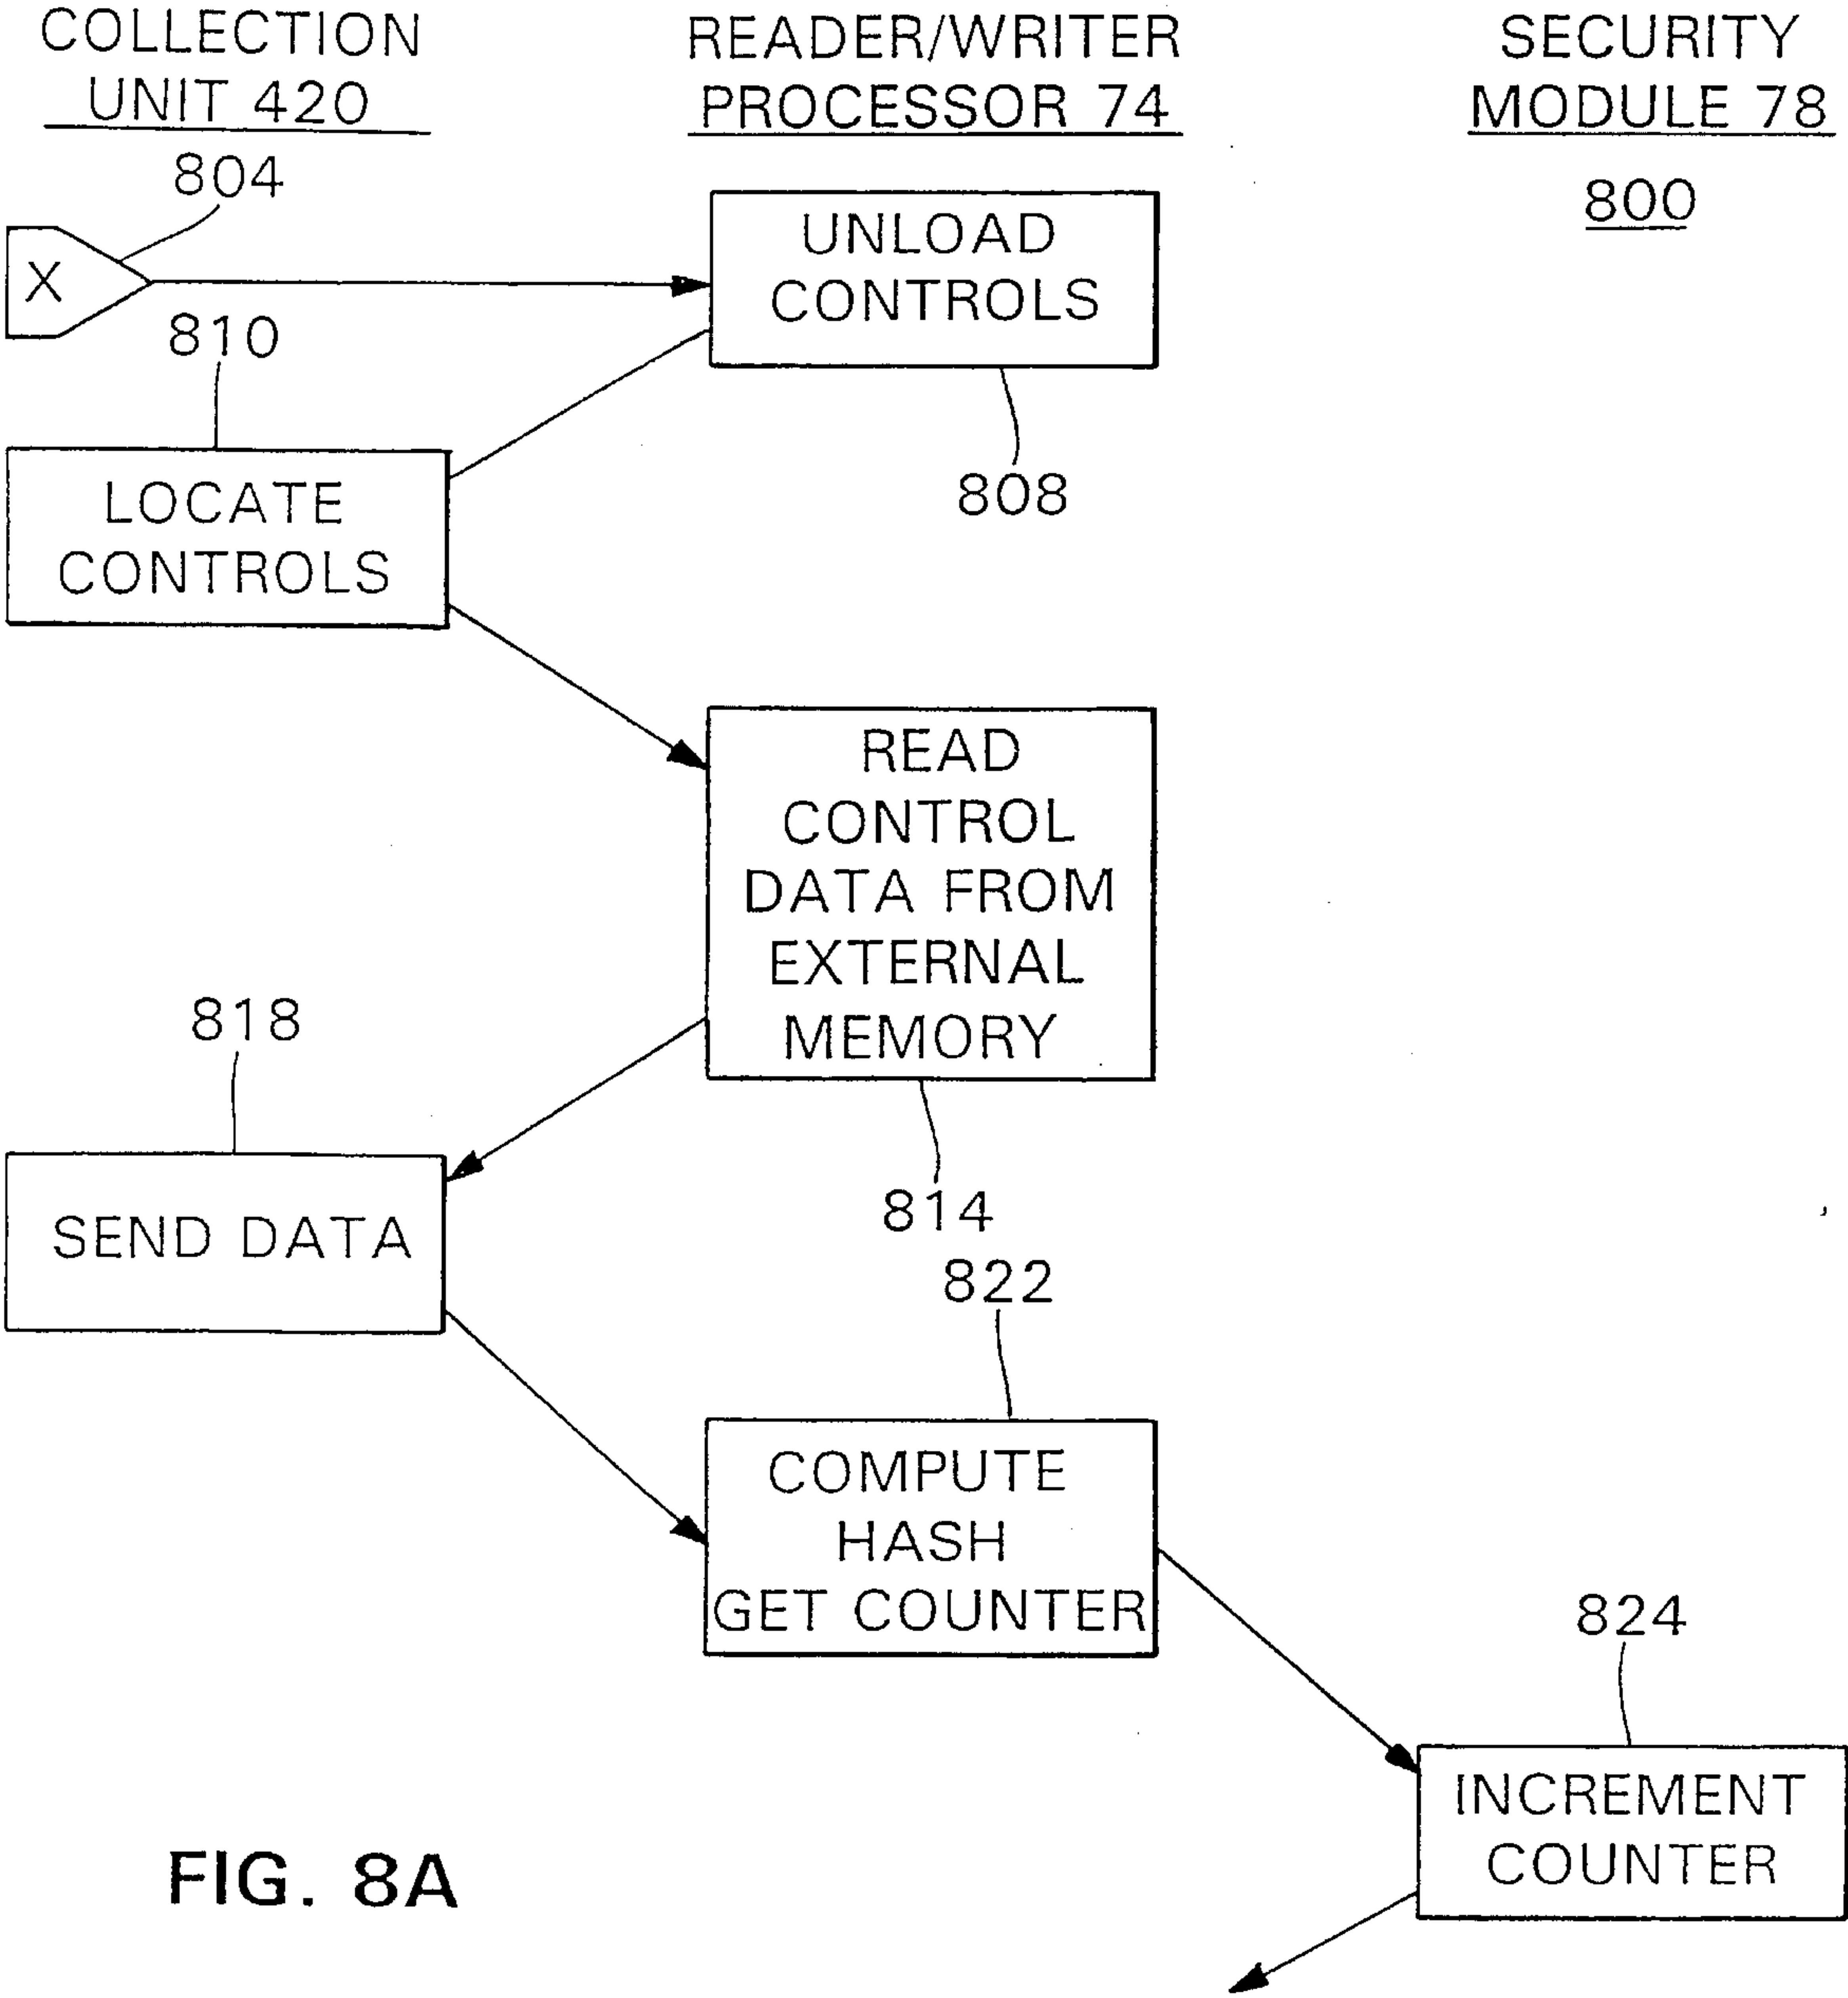 COLLECTION
UNIT 420
READER/WRITER
PROCESSOR 74
SECURITY
MODULE 78
800
804
X
UNLOAD
CONTROLS
808
810
LOCATE
CONTROLS
READ
CONTROL
DATA FROM
EXTERNAL
MEMORY
814
818
SEND DATA
822
COMPUTE
HASH
GET COUNTER
824
INCREMENT
COUNTER
FIG. 8A